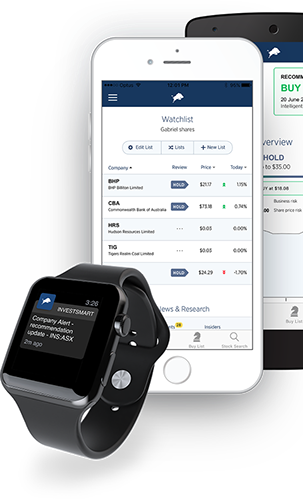 12:37 PM
Watchlist
Gabriel shares
Edit List
Lists
+ New List
Company
Review
Price
Today
BHP
BHP Billiton Limited
HOLD
$21.17
1.15%
CBA
Commonwealth Bank of Australia
HOLD
$73.18
0.74%
HRS
Hudson Resources Limited
---
$0.03
0.00%
TIG
Tigers Realm Coal Limited
---
$0.03
0.00%
HOLD
$24.29
-1.70%
News & Research
28
Insiders
Buy List
Stock Search
RECOMM
BUY
20 June 2
Intelligent
erview
HOLD
to $35.00
BUY at $18.08
Business risk
Share price risk
Buy List
3:26
INVESTSMART
Company Alert -
recommendation
update - INS:ASX
2m ago